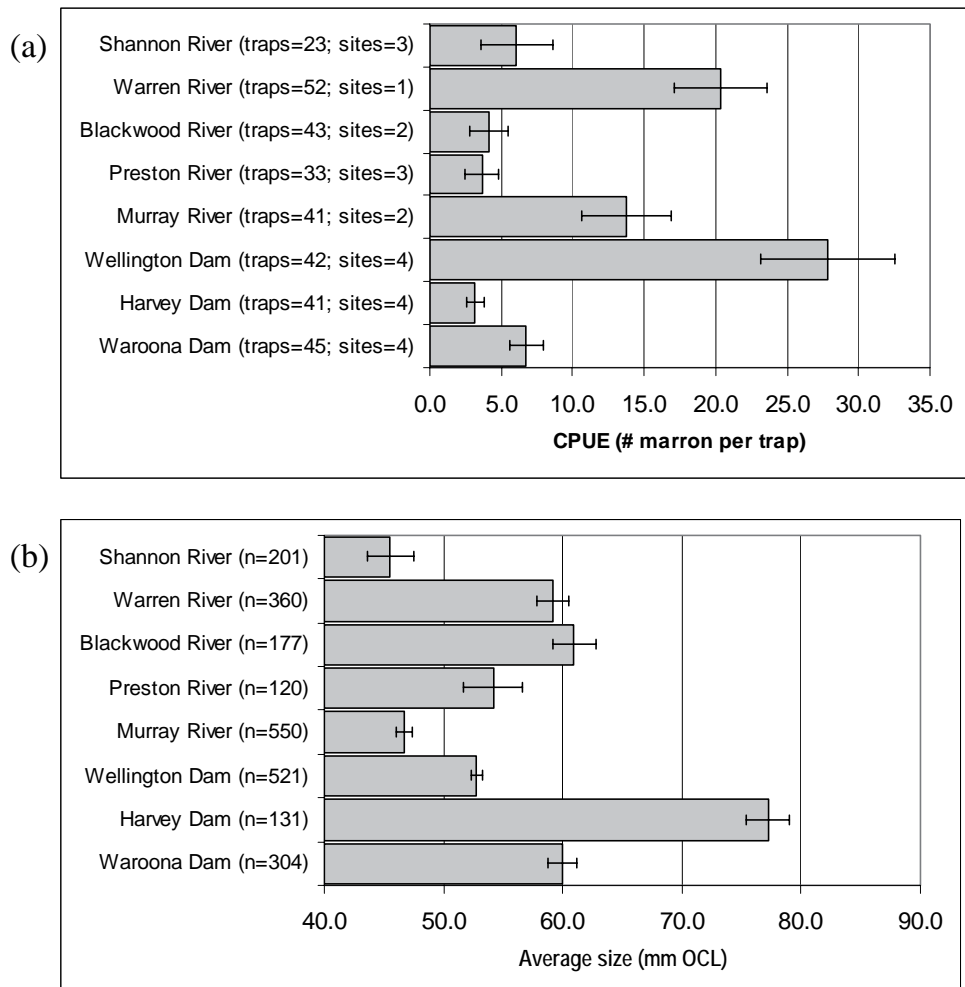 (a)
Shannon River (traps=23; sites=3)
Warren River (traps=52; sites=1)
Blackwood River (traps=43; sites=2)
Preston River (traps=33; sites=3)
Murray River (traps=41; sites=2)
Wellington Dam (traps=42; sites=4)
Harvey Dam (traps=41; sites=4)
Waroona Dam (traps=45; sites=4)
0.0 5.0 10.0 15.0 20.0 25.0 30.0 35.0
CPUE (# marron per trap)
(b)
Shannon River (n=201)
Warren River (n=360)
Blackwood River (n=177)
Preston River (n=120)
Murray River (n=550)
Wellington Dam (n=521)
Harvey Dam (n=131)
Waroona Dam (n=304)
40.0 50.0 60.0 70.0 80.0 90.0
Average size (mm OCL)